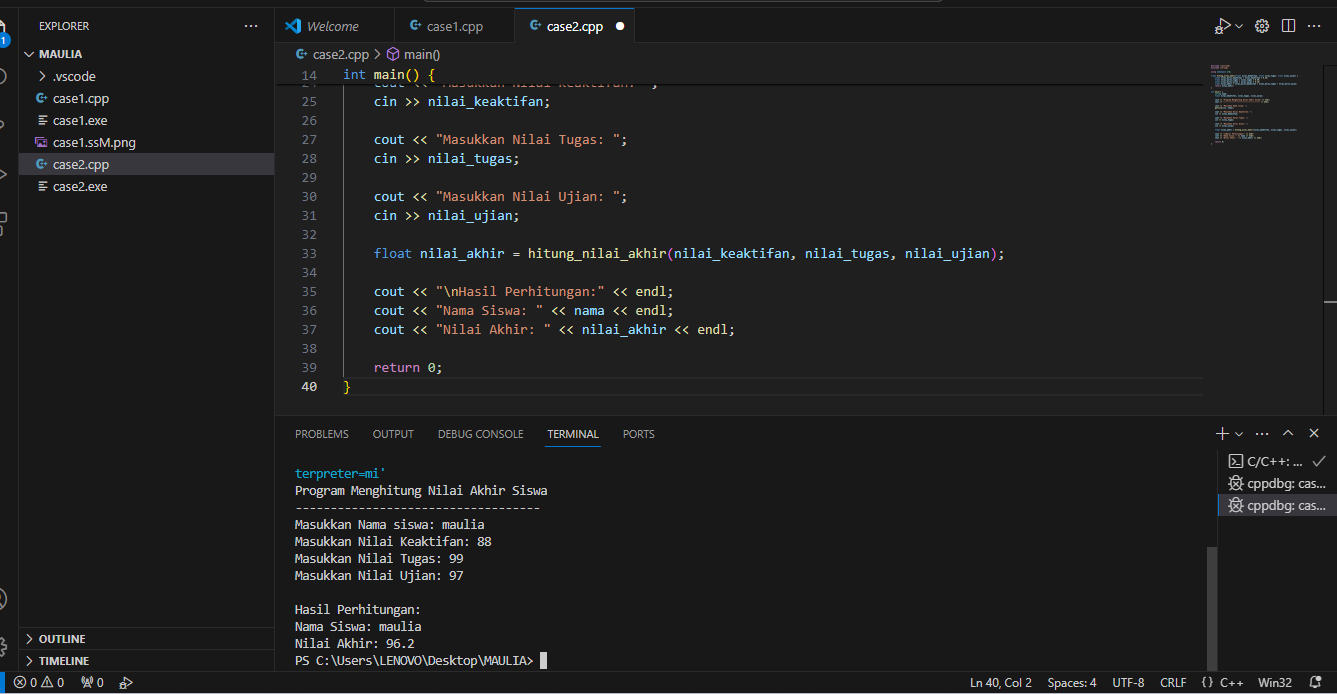 EXPLORER
Welcome
case1.cpp
case2.cpp
MAULIA
.vscode
case1.cpp
case1.exe
case1.ssM.png
case2.cpp
case2.exe
case2.cpp > main()
14 int main() {
25 cin >> nilai_keaktifan;
26
27 cout << "Masukkan Nilai Tugas: ";
28 cin >> nilai_tugas;
29
30 cout << "Masukkan Nilai Ujian: ";
31 cin >> nilai_ujian;
32
33 float nilai_akhir = hitung_nilai_akhir(nilai_keaktifan, nilai_tugas, nilai_ujian);
34
35 cout << "\nHasil Perhitungan:" << endl;
36 cout << "Nama Siswa: " << nama << endl;
37 cout << "Nilai Akhir: " << nilai_akhir << endl;
38
39 return 0;
40 }
PROBLEMS OUTPUT DEBUG CONSOLE TERMINAL PORTS
terpreter=mi'
Program Menghitung Nilai Akhir Siswa
-----------------------------------
Masukkan Nama siswa: maulia
Masukkan Nilai Keaktifan: 88
Masukkan Nilai Tugas: 99
Masukkan Nilai Ujian: 97
Hasil Perhitungan:
Nama Siswa: maulia
Nilai Akhir: 96.2
PS C:\Users\LENOVO\Desktop\MAULIA>
C/C++: ...
cppdbg: cas...
cppdbg: cas...
OUTLINE
TIMELINE
1
0 0 0
Ln 40, Col 2 Spaces: 4 UTF-8 CRLF {} C++ Win32